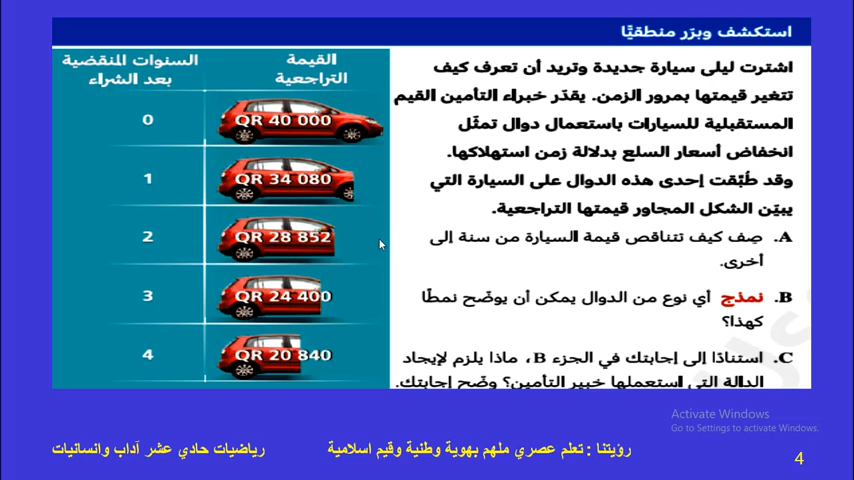 استكشف وبرّر منطقيًّا
اشترت ليلى سيارة جديدة وتريد أن تعرف كيف
تتغير قيمتها بمرور الزمن. يقدّر خبراء التأمين القيم
المستقبلية للسيارات باستعمال دوال تمثّل
انخفاض أسعار السلع بدلالة زمن استهلاكها.
وقد طُبِّقت إحدى هذه الدوال على السيارة التي
يبيّن الشكل المجاور قيمتها التراجعية.
A. صِف كيف تتناقص قيمة السيارة من سنة إلى
أخرى.
B. نمذج أي نوع من الدوال يمكن أن يوضّح نمطًا
كهذا؟
C. استنادًا إلى إجابتك في الجزء B، ماذا يلزم لإيجاد
الدالة التي استعملها خبير التأمين؟ وضّح إجابتك.
القيمة السنوات المنقضية
التراجعية بعد الشراء
QR 40 000 0
QR 34 080 1
QR 28 852 2
QR 24 400 3
QR 20 840 4
Activate Windows
Go to Settings to activate Windows.
رؤيتنا : تعلم عصري ملهم بهوية وطنية وقيم اسلامية
رياضيات حادي عشر آداب وانسانيات
4